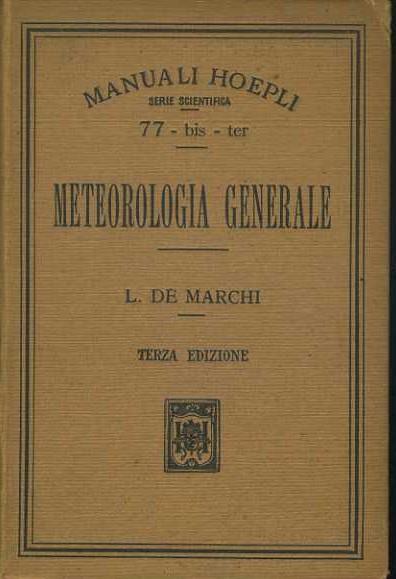 MANUALI HOEPLI
SERIE SCIENTIFICA
77 - bis - ter
METEOROLOGIA GENERALE
L. DE MARCHI
TERZA EDIZIONE